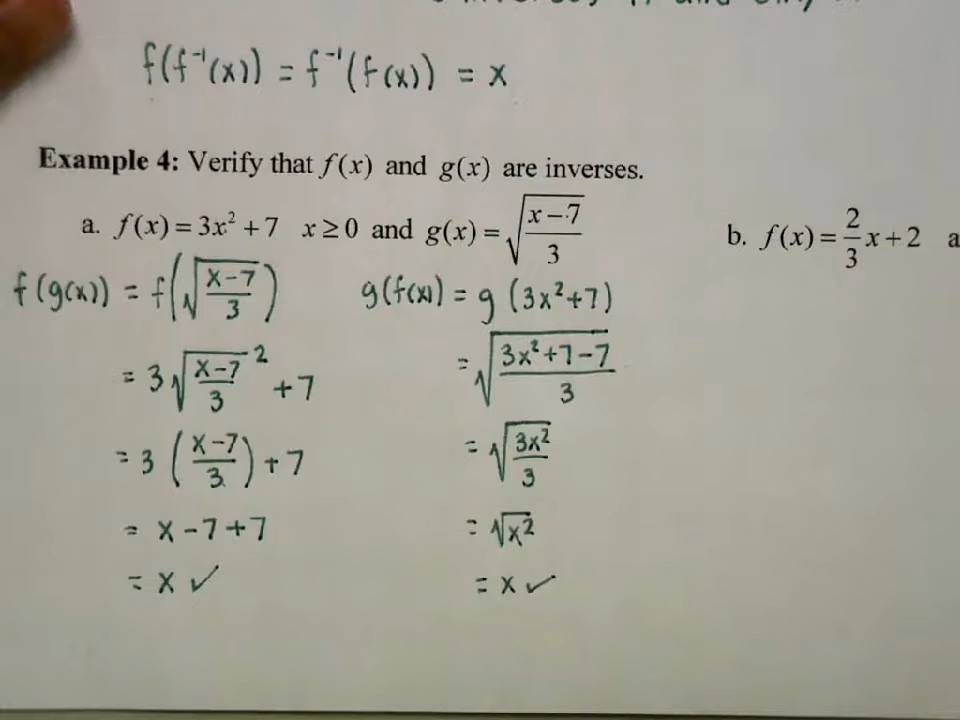 f(f⁻¹(x)) = f⁻¹(f(x)) = x
Example 4: Verify that f(x) and g(x) are inverses.
a. f(x) = 3x² + 7 x ≥ 0 and g(x) = √((x − 7)/3)
b. f(x) = 2/3 x + 2 a
f(g(x)) = f(√((x-7)/3))
= 3√((x-7)/3)² + 7
= 3((x-7)/3) + 7
= x - 7 + 7
= x ✓
g(f(x)) = g(3x²+7)
= √((3x²+7-7)/3)
= √(3x²/3)
= √x²
= x ✓